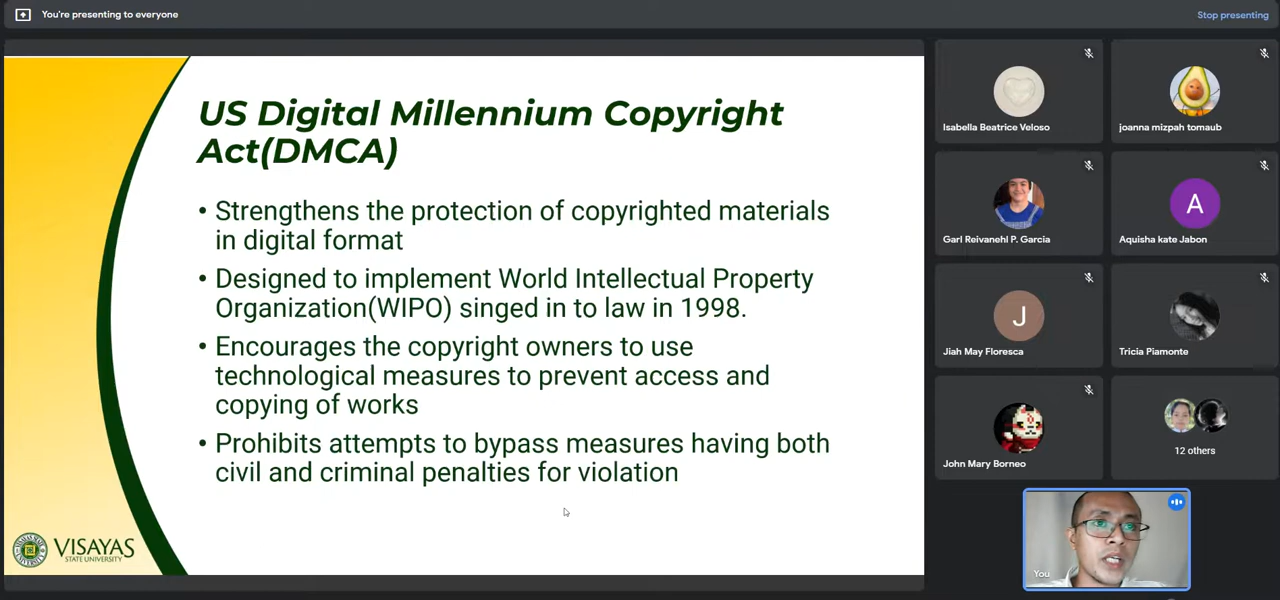 You're presenting to everyone
Stop presenting
US Digital Millennium Copyright
Act(DMCA)
• Strengthens the protection of copyrighted materials
in digital format
• Designed to implement World Intellectual Property
Organization(WIPO) singed in to law in 1998.
• Encourages the copyright owners to use
technological measures to prevent access and
copying of works
• Prohibits attempts to bypass measures having both
civil and criminal penalties for violation
VISAYAS
STATE UNIVERSITY
Isabella Beatrice Veloso
joanna mizpah tomaub
Garl Reivanehl P. Garcia
A
Aquisha kate Jabon
J
Jiah May Floresca
Tricia Piamonte
John Mary Borneo
12 others
You